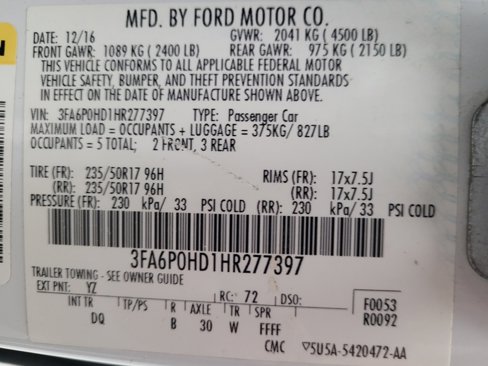 MFD. BY FORD MOTOR CO.
DATE: 12/16 GVWR: 2041 KG ( 4500 LB)
FRONT GAWR: 1089 KG ( 2400 LB) REAR GAWR: 975 KG ( 2150 LB)
THIS VEHICLE CONFORMS TO ALL APPLICABLE FEDERAL MOTOR
VEHICLE SAFETY, BUMPER, AND THEFT PREVENTION STANDARDS
IN EFFECT ON THE DATE OF MANUFACTURE SHOWN ABOVE.
VIN: 3FA6P0HD1HR277397 TYPE: Passenger Car
MAXIMUM LOAD = OCCUPANTS + LUGGAGE = 375KG/ 827LB
OCCUPANTS = 5 TOTAL; 2 FRONT, 3 REAR
TIRE (FR): 235/50R17 96H RIMS (FR): 17x7.5J
(RR): 235/50R17 96H (RR): 17x7.5J
PRESSURE (FR): 230 kPa/ 33 PSI COLD (RR): 230 kPa/ 33 PSI COLD
3FA6P0HD1HR277397
TRAILER TOWING - SEE OWNER GUIDE
EXT PNT: YZ RC: 72 DSO: F0053
INT TR TP/PS R AXLE TR SPR R0092
DQ B 30 W FFFF
CMC ▽5U5A-5420472-AA